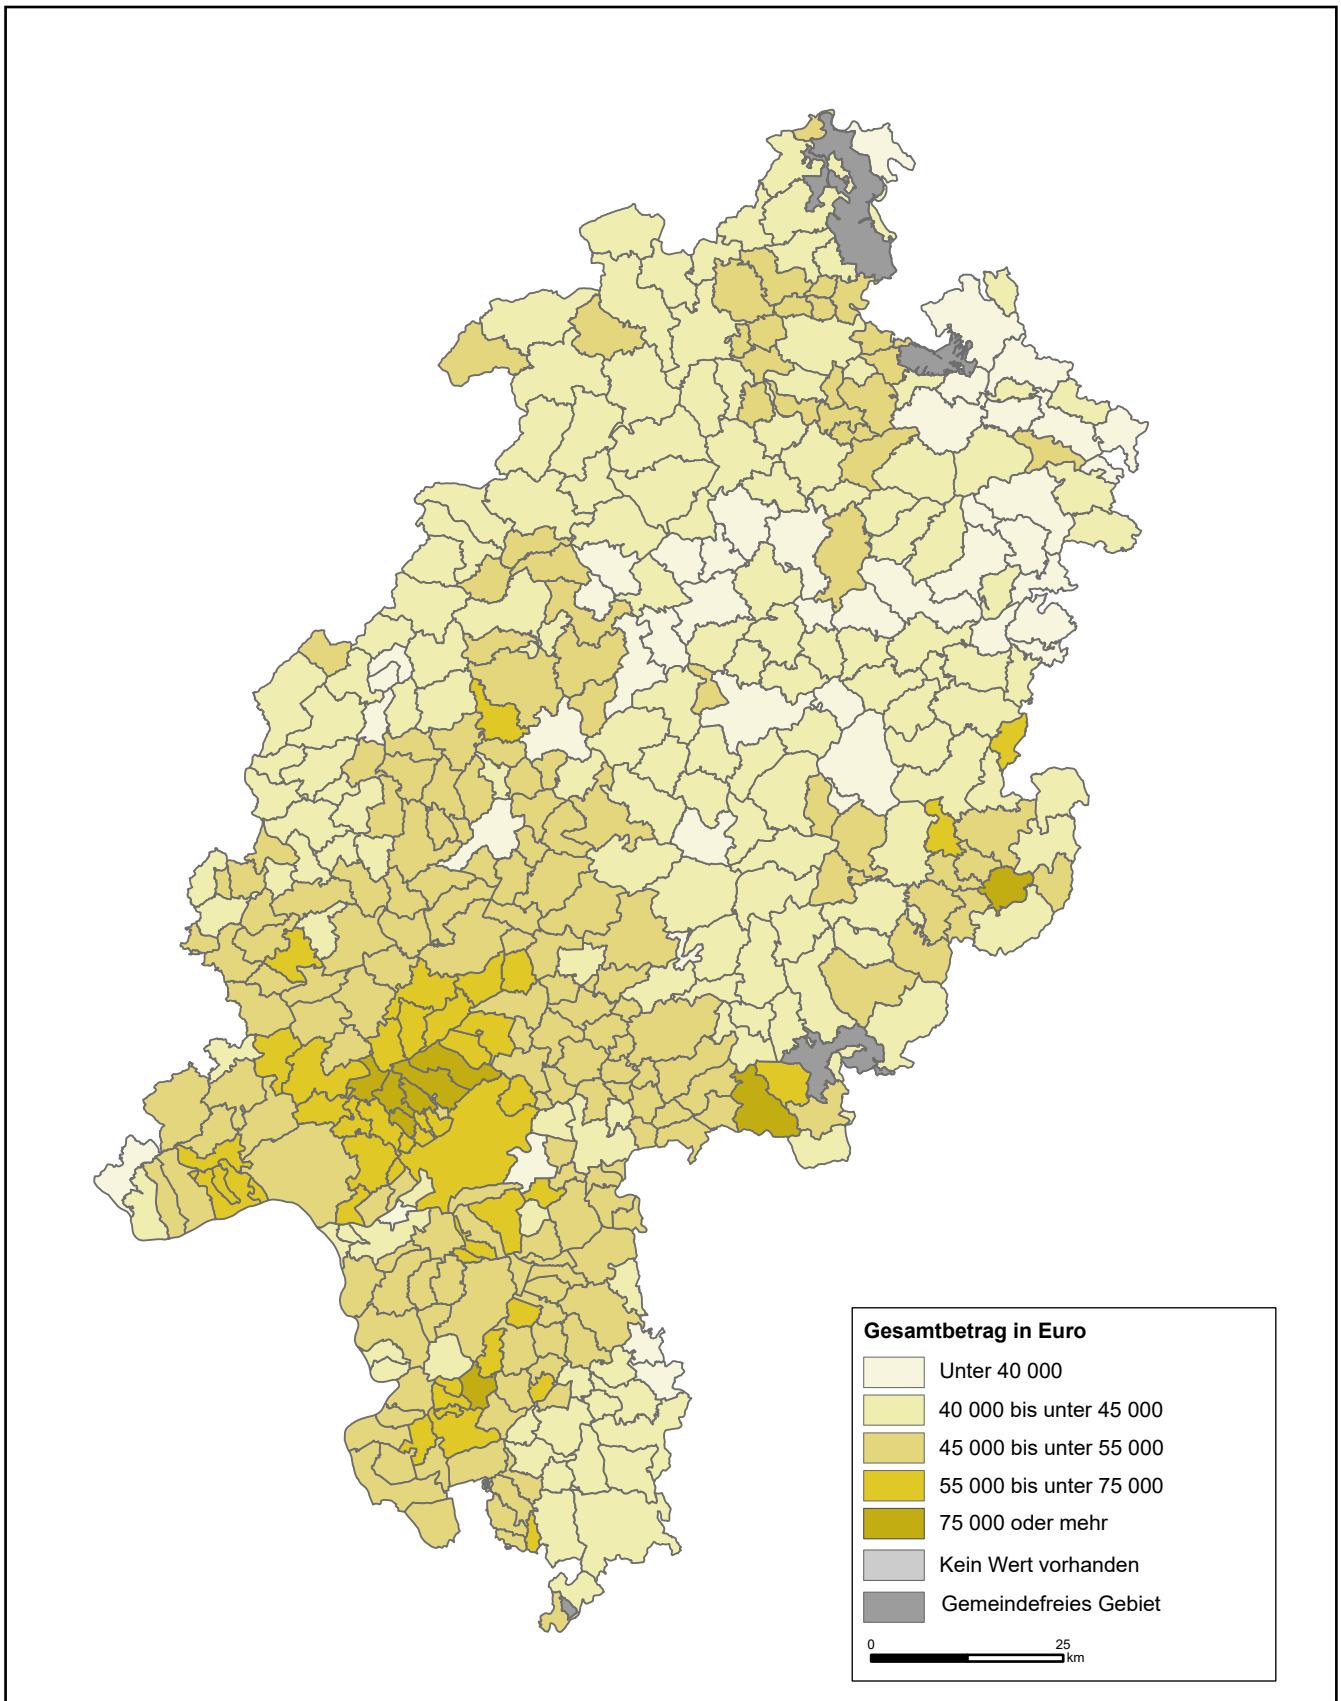 Gesamtbetrag in Euro
Unter 40 000
40 000 bis unter 45 000
45 000 bis unter 55 000
55 000 bis unter 75 000
75 000 oder mehr
Kein Wert vorhanden
Gemeindefreies Gebiet
0 25
km